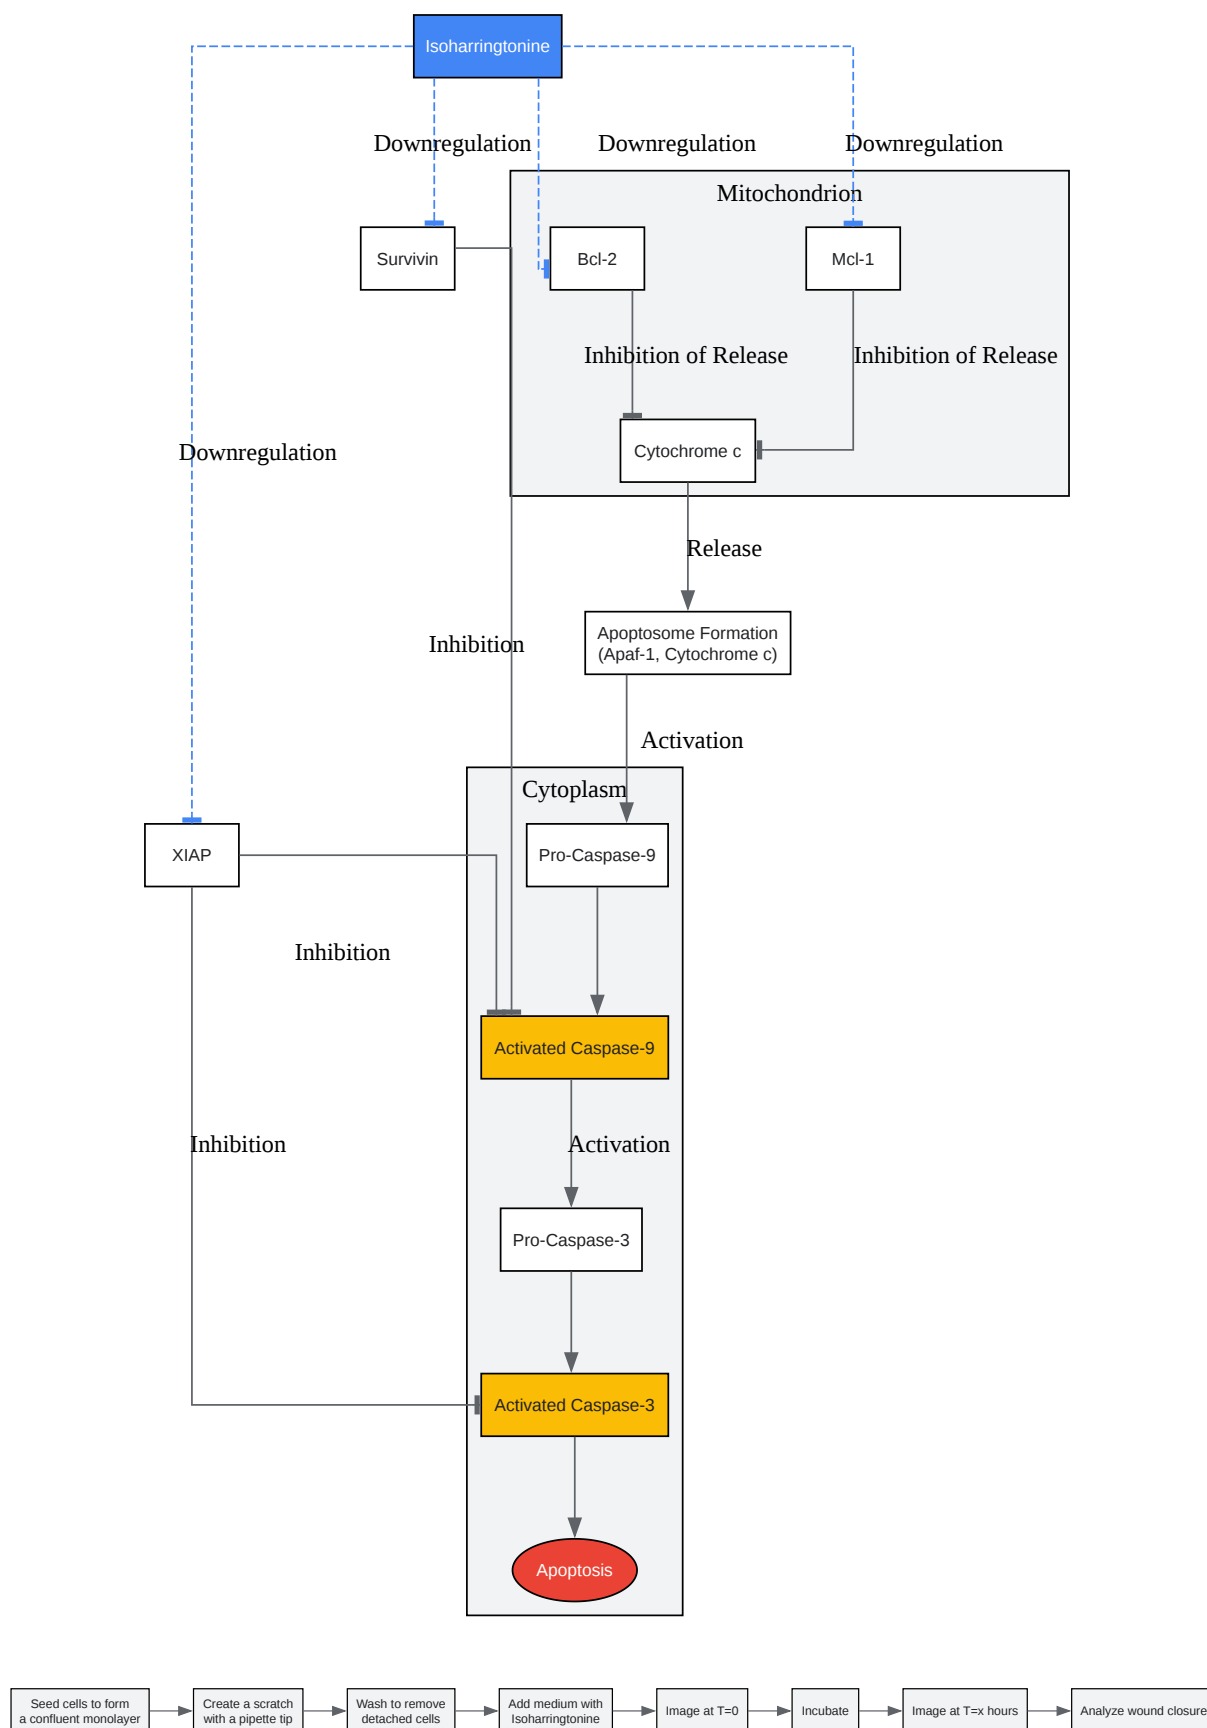 Isoharringtonine
Downregulation
Downregulation
Downregulation
Mitochondrion
Survivin
Bcl-2
Mcl-1
Inhibition of Release
Inhibition of Release
Downregulation
Cytochrome c
Release
Inhibition
Apoptosome Formation
(Apaf-1, Cytochrome c)
Activation
Cytoplasm
XIAP
Pro-Caspase-9
Inhibition
Activated Caspase-9
Inhibition
Activation
Pro-Caspase-3
Activated Caspase-3
Apoptosis
Seed cells to form
a confluent monolayer
Create a scratch
with a pipette tip
Wash to remove
detached cells
Add medium with
Isoharringtonine
Image at T=0
Incubate
Image at T=x hours
Analyze wound closure